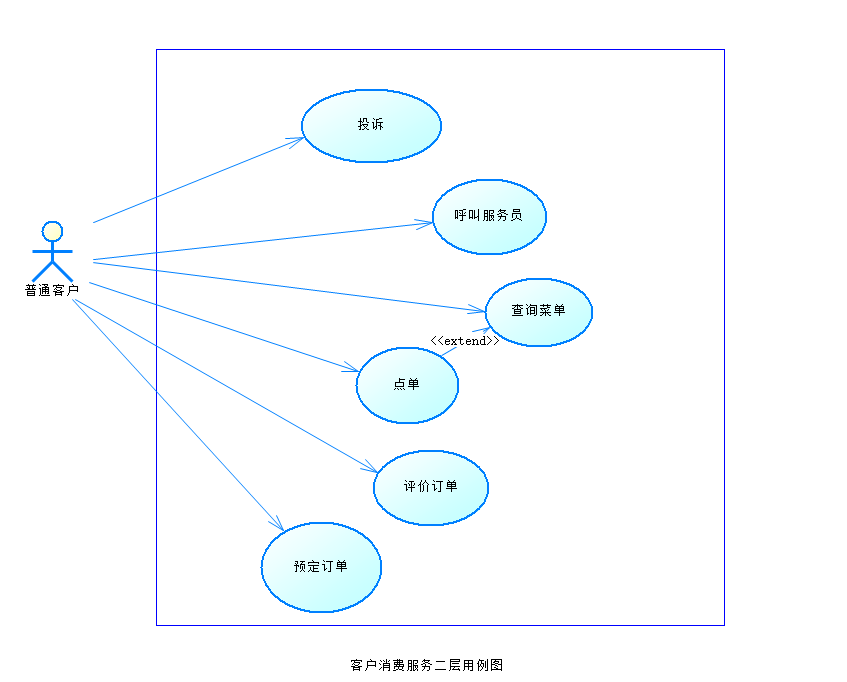 投诉
呼叫服务员
普通客户
查询菜单
<<extend>>
点单
评价订单
预定订单
客户消费服务二层用例图